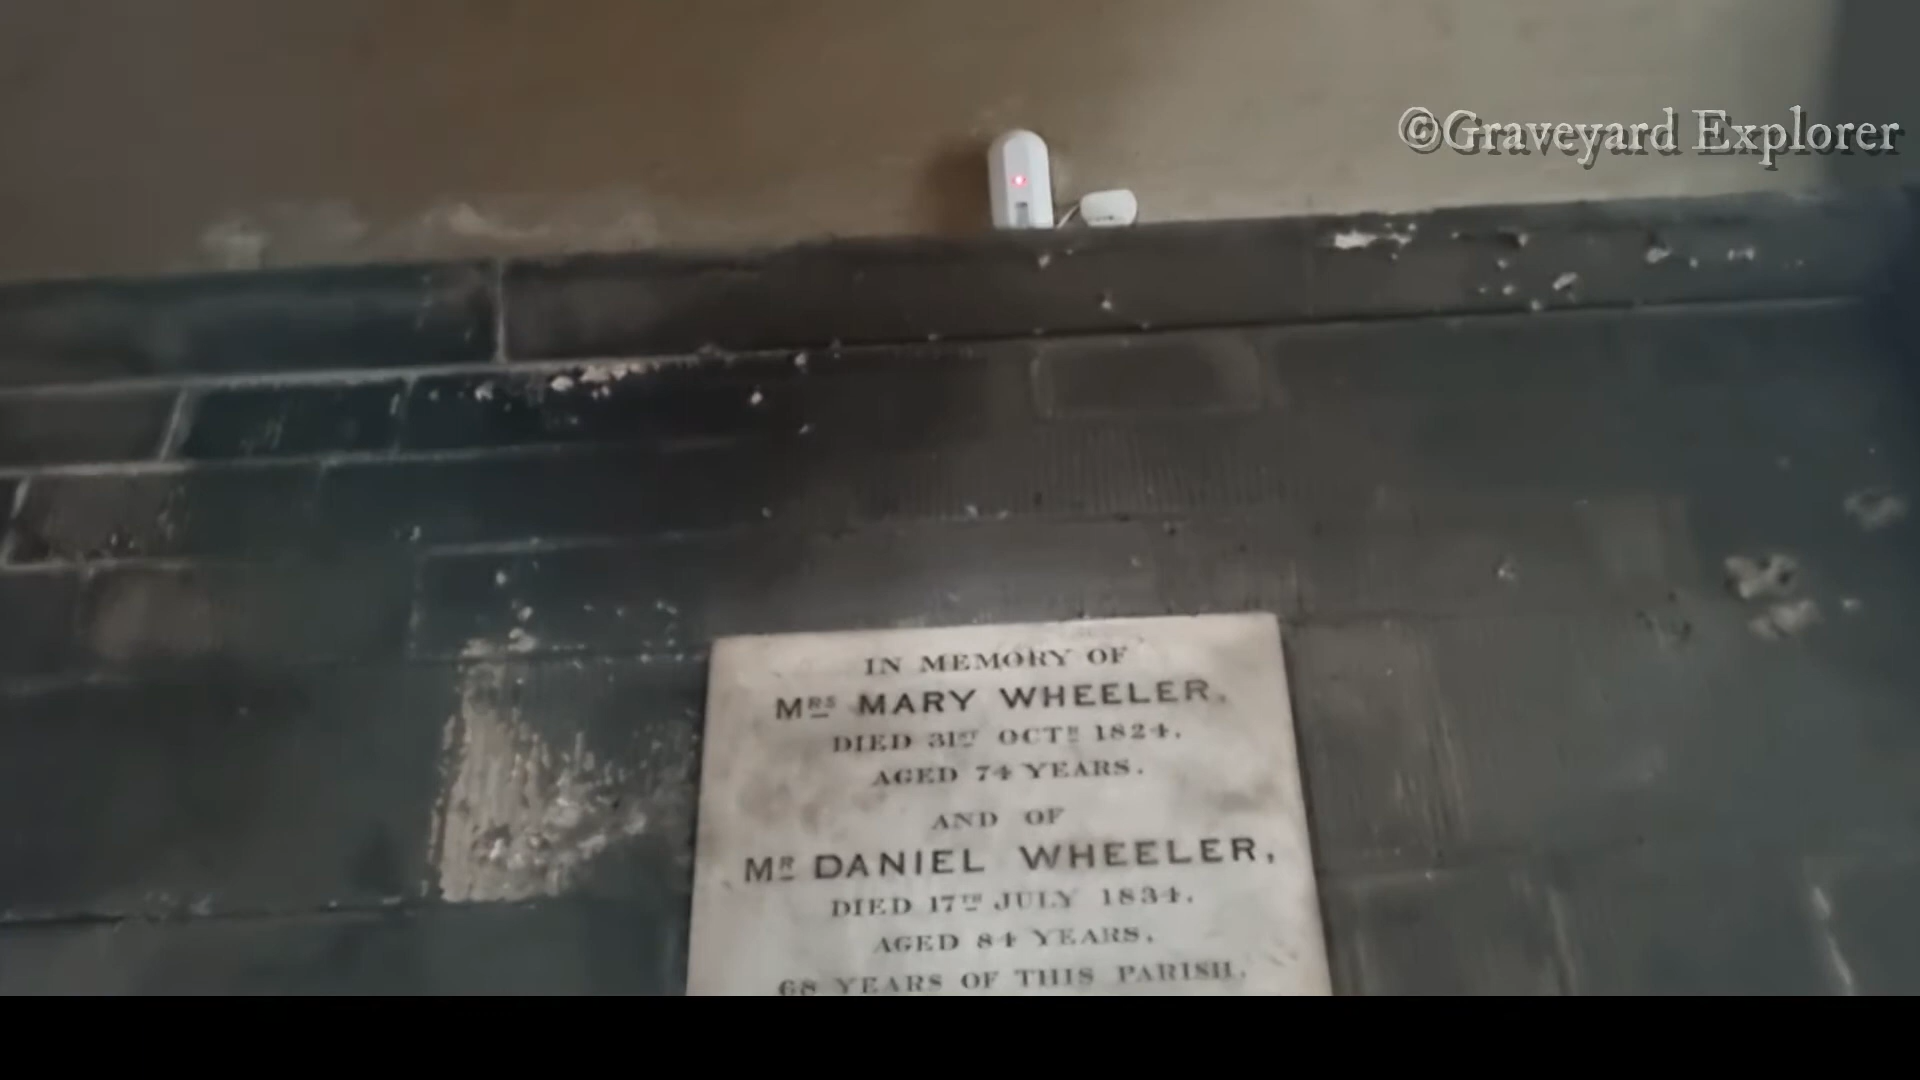 ©Graveyard Explorer
IN MEMORY OF
MRS MARY WHEELER.
DIED 31ST OCTR 1824.
AGED 74 YEARS.
AND OF
MR DANIEL WHEELER,
DIED 17TH JULY 1834.
AGED 84 YEARS.
68 YEARS OF THIS PARISH.